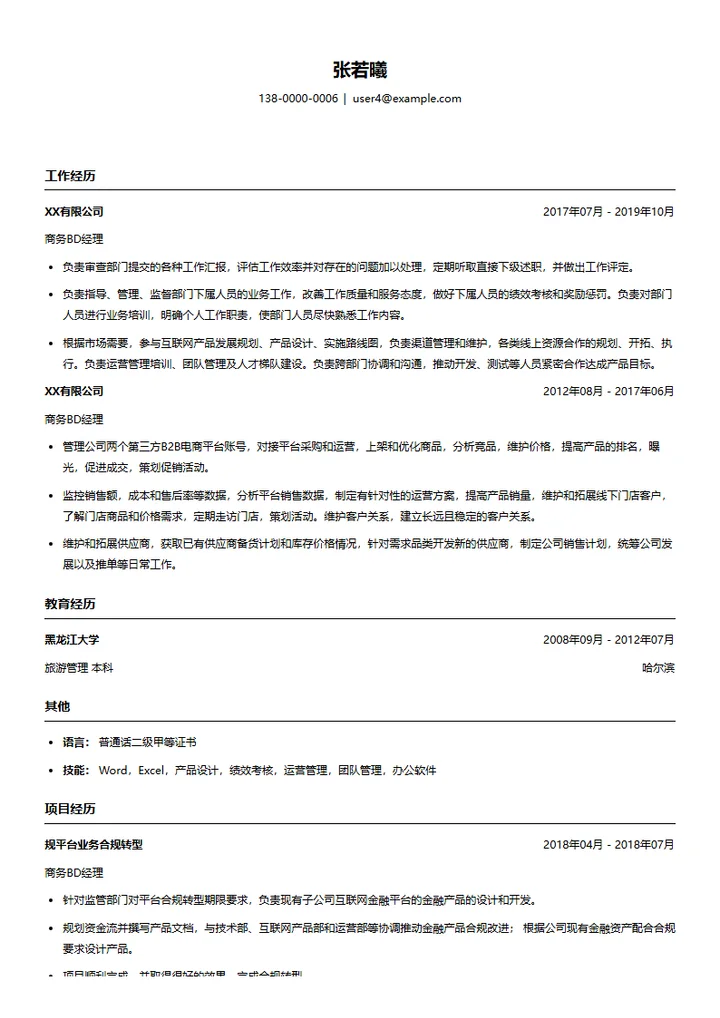 张若曦
138-0000-0006 | user4@example.com
工作经历
XX有限公司 2017年07月 - 2019年10月
商务BD经理
• 负责审查部门提交的各种工作汇报，评估工作效率并对存在的问题加以处理，定期听取直接下级述职，并做出工作评定。
• 负责指导、管理、监督部门下属人员的业务工作，改善工作质量和服务态度，做好下属人员的绩效考核和奖励惩罚。负责对部门
人员进行业务培训，明确个人工作职责，使部门人员尽快熟悉工作内容。
• 根据市场需要，参与互联网产品发展规划、产品设计、实施路线图，负责渠道管理和维护，各类线上资源合作的规划、开拓、执
行。负责运营管理培训、团队管理及人才梯队建设。负责跨部门协调和沟通，推动开发、测试等人员紧密合作达成产品目标。
XX有限公司 2012年08月 - 2017年06月
商务BD经理
• 管理公司两个第三方B2B电商平台账号，对接平台采购和运营，上架和优化商品，分析竞品，维护价格，提高产品的排名，曝
光，促进成交，策划促销活动。
• 监控销售额，成本和售后率等数据，分析平台销售数据，制定有针对性的运营方案，提高产品销量，维护和拓展线下门店客户，
了解门店商品和价格需求，定期走访门店，策划活动。维护客户关系，建立长远且稳定的客户关系。
• 维护和拓展供应商，获取已有供应商备货计划和库存价格情况，针对需求品类开发新的供应商，制定公司销售计划，统筹公司发
展以及推单等日常工作。
教育经历
黑龙江大学 2008年09月 - 2012年07月
旅游管理 本科 哈尔滨
其他
• 语言： 普通话二级甲等证书
• 技能： Word，Excel，产品设计，绩效考核，运营管理，团队管理，办公软件
项目经历
规平台业务合规转型 2018年04月 - 2018年07月
商务BD经理
• 针对监管部门对平台合规转型期限要求，负责现有子公司互联网金融平台的金融产品的设计和开发。
• 规划资金流并撰写产品文档，与技术部、互联网产品部和运营部等协调推动金融产品合规改进； 根据公司现有金融资产配合合规
要求设计产品。
• 项目顺利完成，并取得很好的效果，完成合规转型